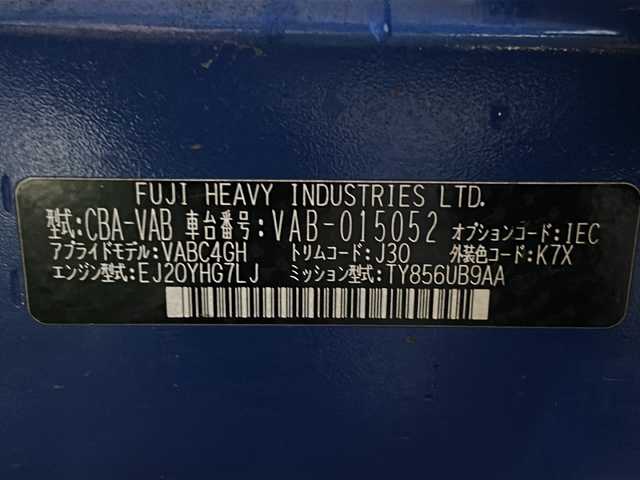 FUJI HEAVY INDUSTRIES LTD.
型式:CBA-VAB 車台番号:VAB-015052 オプションコード:IEC
アプライドモデル:VABC4GH トリムコード:J30 外装色コード:K7X
エンジン型式:EJ20YHG7LJ ミッション型式:TY856UB9AA